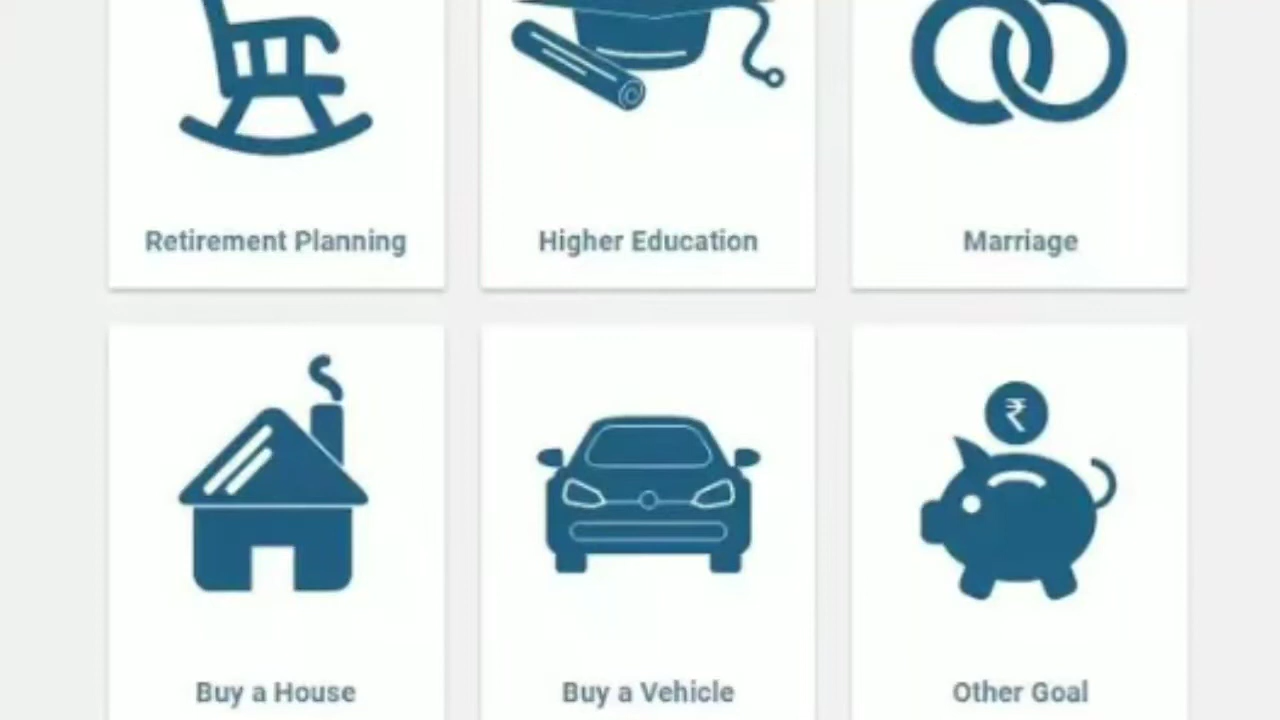 Retirement Planning
Higher Education
Marriage
₹
Buy a House
Buy a Vehicle
Other Goal